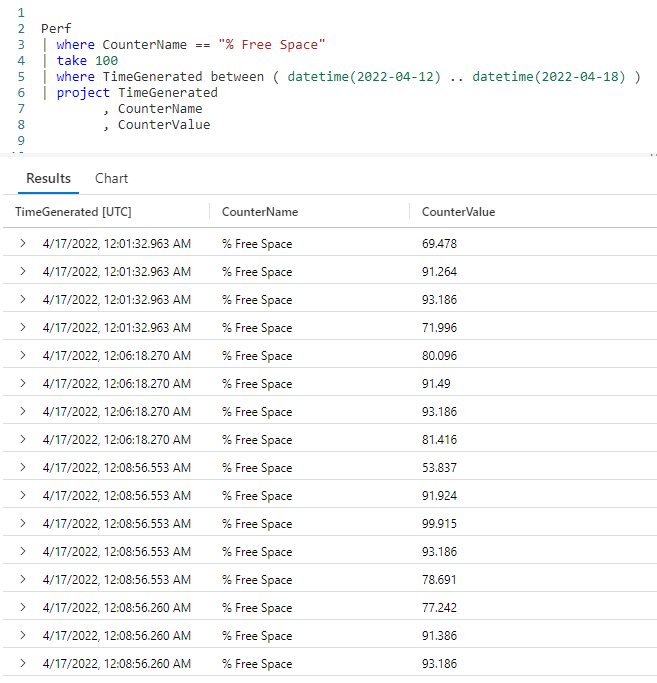 1
2 Perf
3 | where CounterName == "% Free Space"
4 | take 100
5 | where TimeGenerated between ( datetime(2022-04-12) .. datetime(2022-04-18) )
6 | project TimeGenerated
7 , CounterName
8 , CounterValue
9
Results Chart
TimeGenerated [UTC] CounterName CounterValue
> 4/17/2022, 12:01:32.963 AM % Free Space 69.478
> 4/17/2022, 12:01:32.963 AM % Free Space 91.264
> 4/17/2022, 12:01:32.963 AM % Free Space 93.186
> 4/17/2022, 12:01:32.963 AM % Free Space 71.996
> 4/17/2022, 12:06:18.270 AM % Free Space 80.096
> 4/17/2022, 12:06:18.270 AM % Free Space 91.49
> 4/17/2022, 12:06:18.270 AM % Free Space 93.186
> 4/17/2022, 12:06:18.270 AM % Free Space 81.416
> 4/17/2022, 12:08:56.553 AM % Free Space 53.837
> 4/17/2022, 12:08:56.553 AM % Free Space 91.924
> 4/17/2022, 12:08:56.553 AM % Free Space 99.915
> 4/17/2022, 12:08:56.553 AM % Free Space 93.186
> 4/17/2022, 12:08:56.553 AM % Free Space 78.691
> 4/17/2022, 12:08:56.260 AM % Free Space 77.242
> 4/17/2022, 12:08:56.260 AM % Free Space 91.386
> 4/17/2022, 12:08:56.260 AM % Free Space 93.186